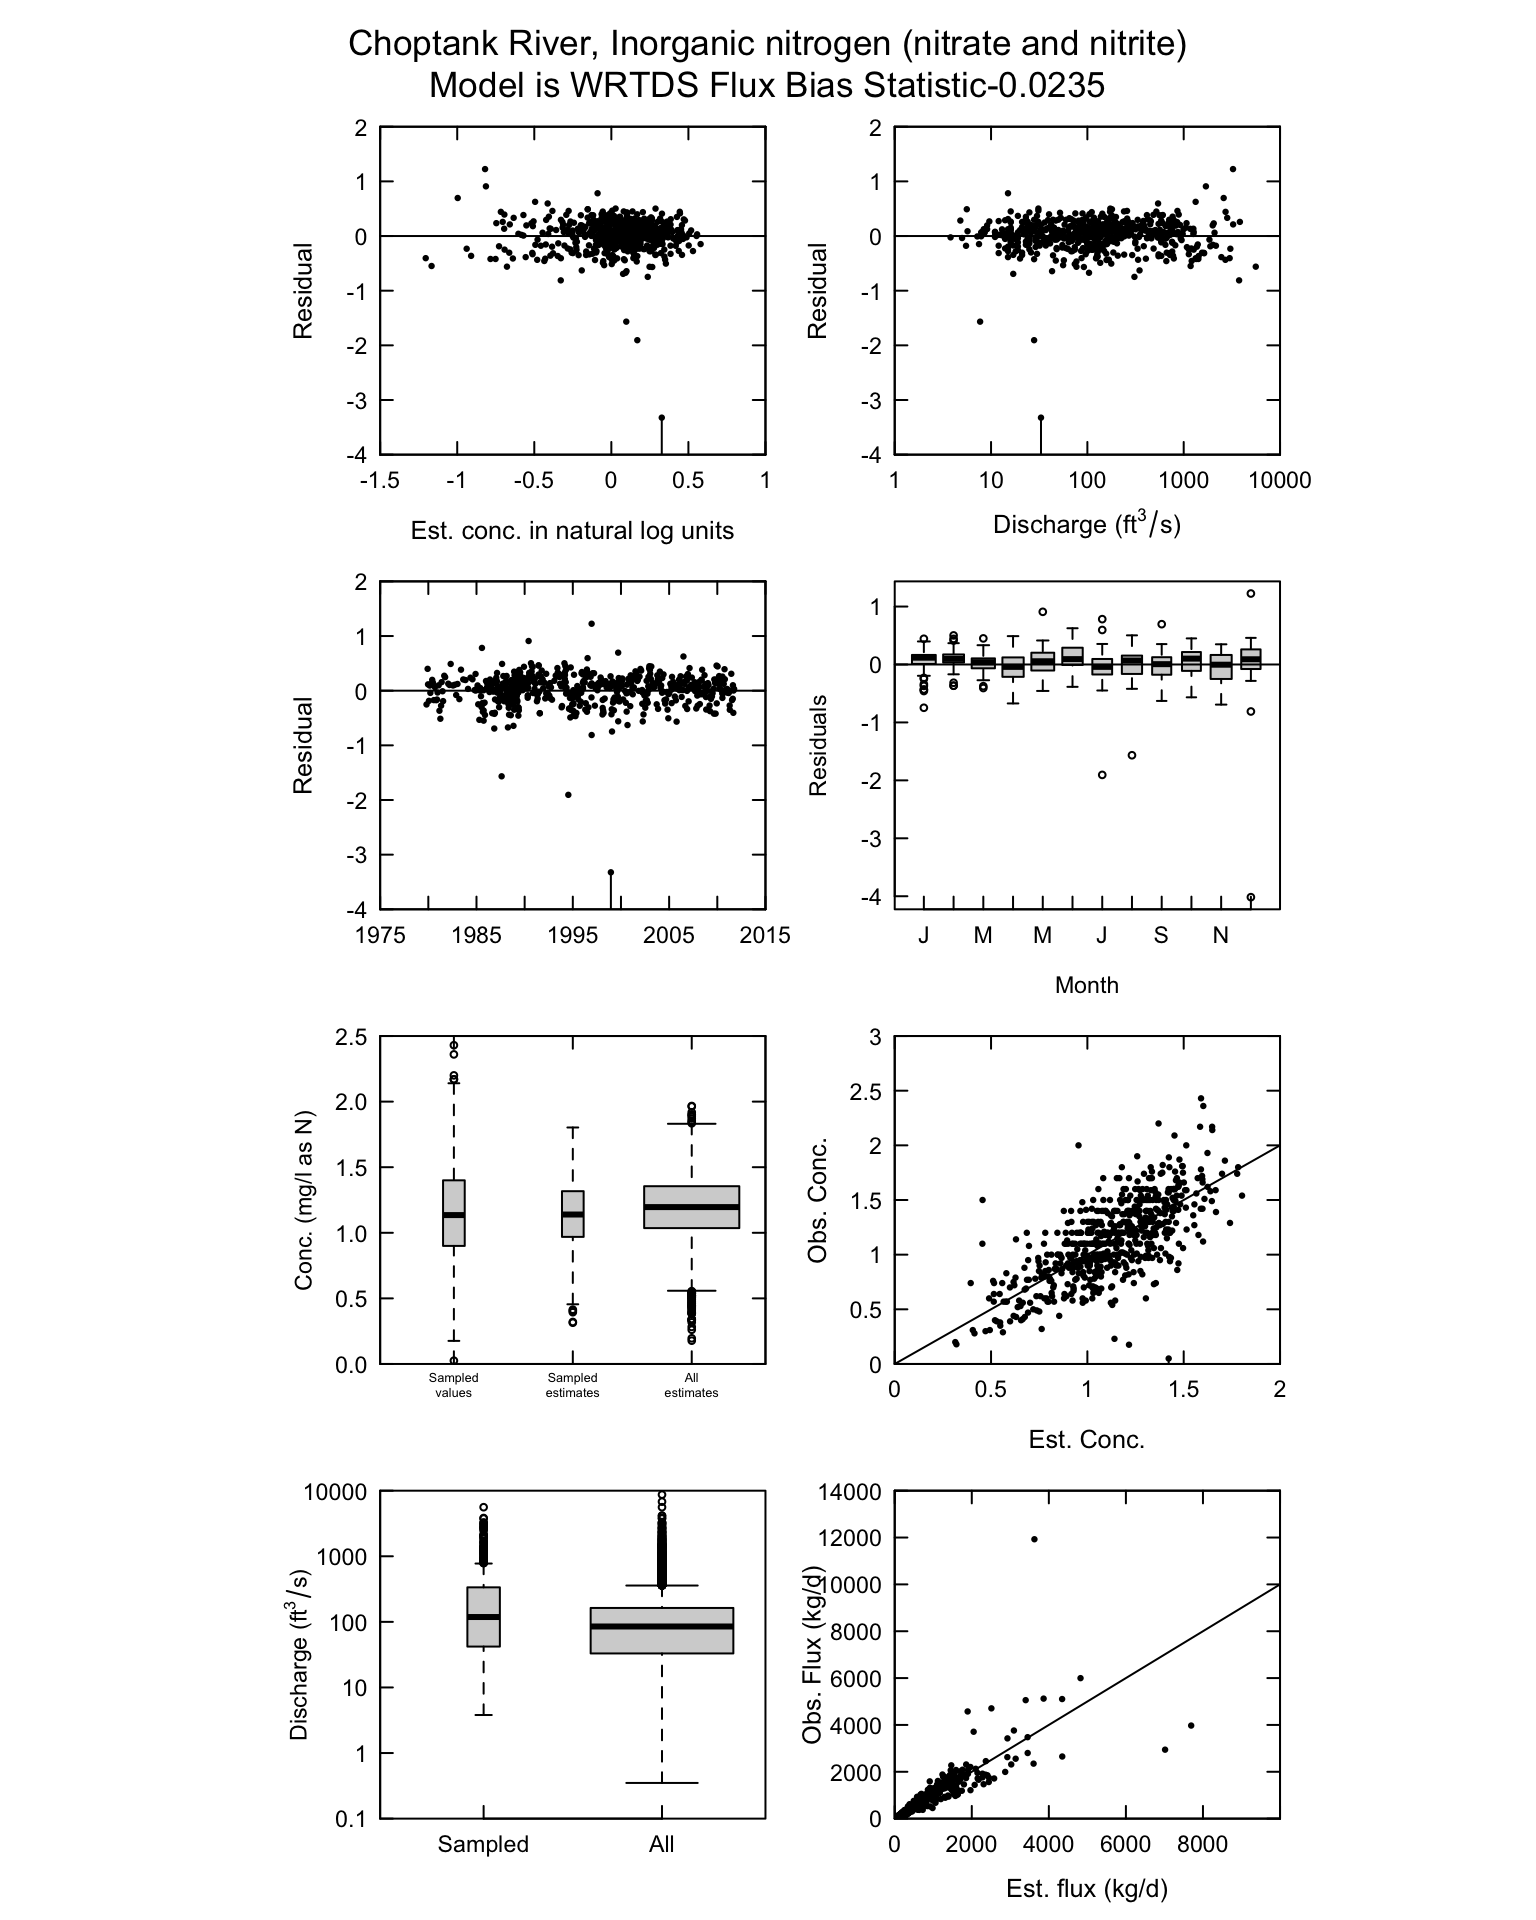 Choptank River, Inorganic nitrogen (nitrate and nitrite)
Model is WRTDS Flux Bias Statistic-0.0235
2
1
0
-1
-2
-3
-4
Residual
-1.5 -1 -0.5 0 0.5 1
Est. conc. in natural log units
2
1
0
-1
-2
-3
-4
Residual
1 10 100 1000 10000
Discharge (ft³/s)
2
1
0
-1
-2
-3
-4
Residual
1975 1985 1995 2005 2015
1
0
-1
-2
-3
-4
Residuals
J M M J S N
Month
2.5
2.0
1.5
1.0
0.5
0.0
Conc. (mg/l as N)
Sampled values
Sampled estimates
All estimates
3
2.5
2
1.5
1
0.5
0
Obs. Conc.
0 0.5 1 1.5 2
Est. Conc.
10000
1000
100
10
1
0.1
Discharge (ft³/s)
Sampled All
14000
12000
10000
8000
6000
4000
2000
0
Obs. Flux (kg/d)
0 2000 4000 6000 8000
Est. flux (kg/d)